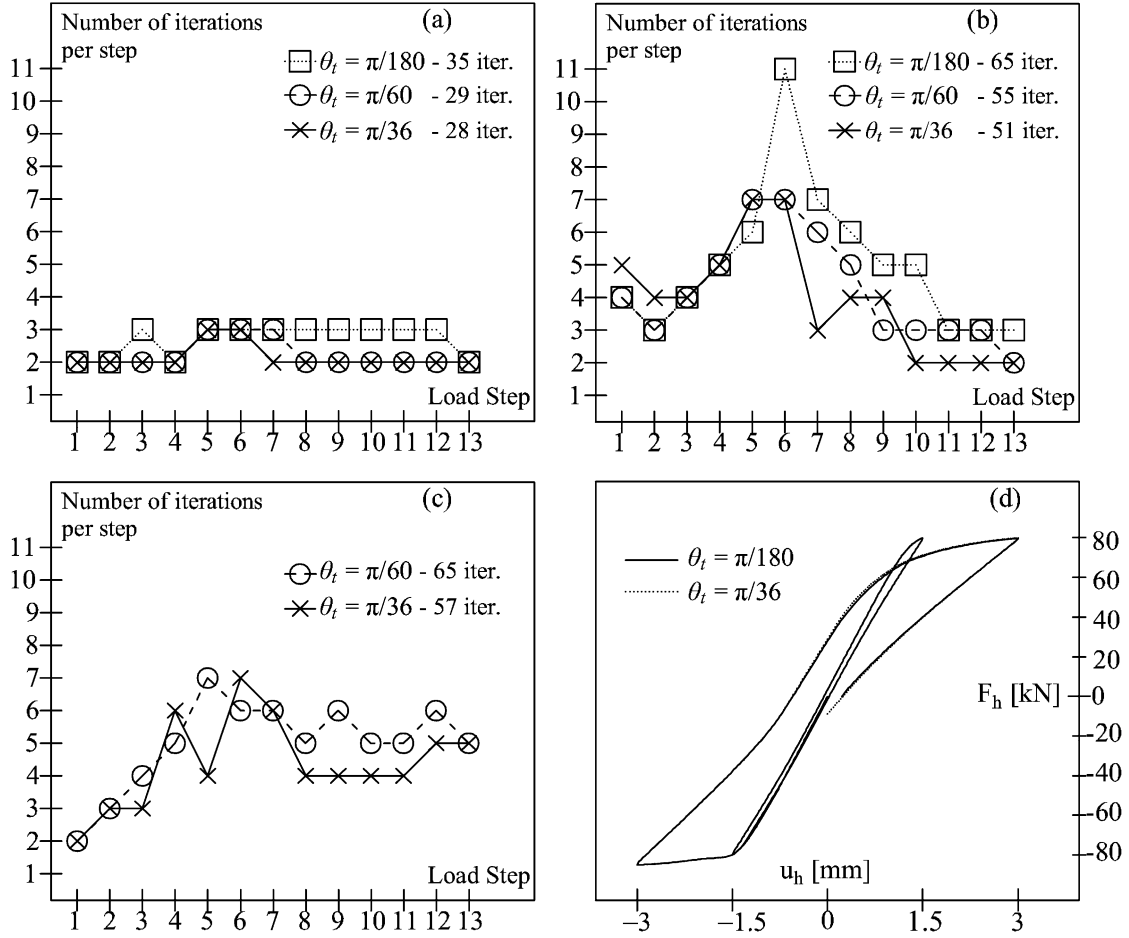 Number of iterations
per step
(a)
θt = π/180 - 35 iter.
θt = π/60 - 29 iter.
θt = π/36 - 28 iter.
11
10
9
8
7
6
5
4
3
2
1
Load Step
1 2 3 4 5 6 7 8 9 10 11 12 13
Number of iterations
per step
(b)
θt = π/180 - 65 iter.
θt = π/60 - 55 iter.
θt = π/36 - 51 iter.
11
10
9
8
7
6
5
4
3
2
1
Load Step
1 2 3 4 5 6 7 8 9 10 11 12 13
Number of iterations
per step
(c)
θt = π/60 - 65 iter.
θt = π/36 - 57 iter.
11
10
9
8
7
6
5
4
3
2
1
Load Step
1 2 3 4 5 6 7 8 9 10 11 12 13
(d)
θt = π/180
θt = π/36
80
60
40
20
Fh [kN]
0
-20
-40
-60
-80
uh [mm]
−3 −1.5 0 1.5 3